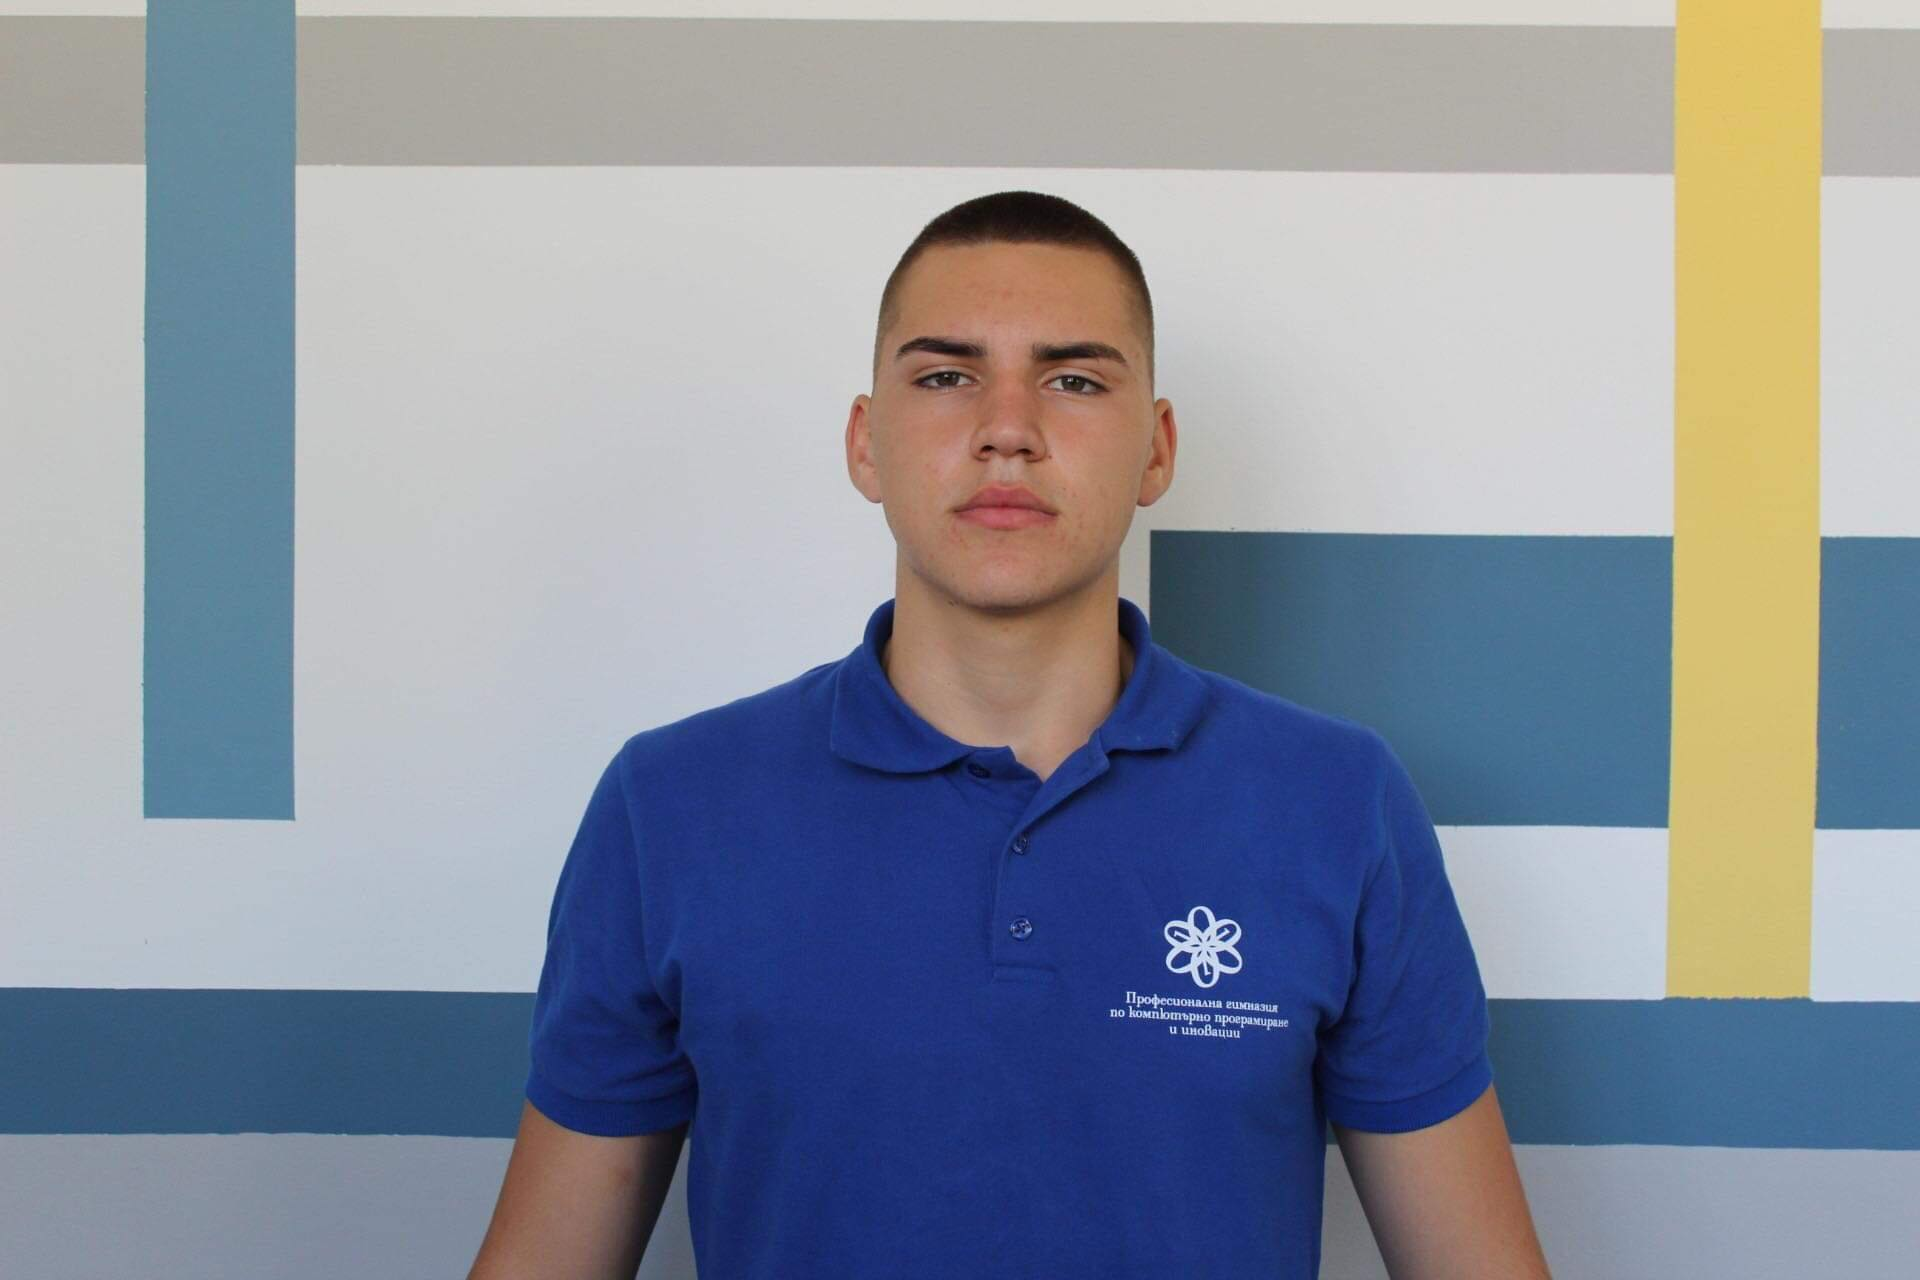 Професионална гимназия
по компютърно програмиране
и иновации